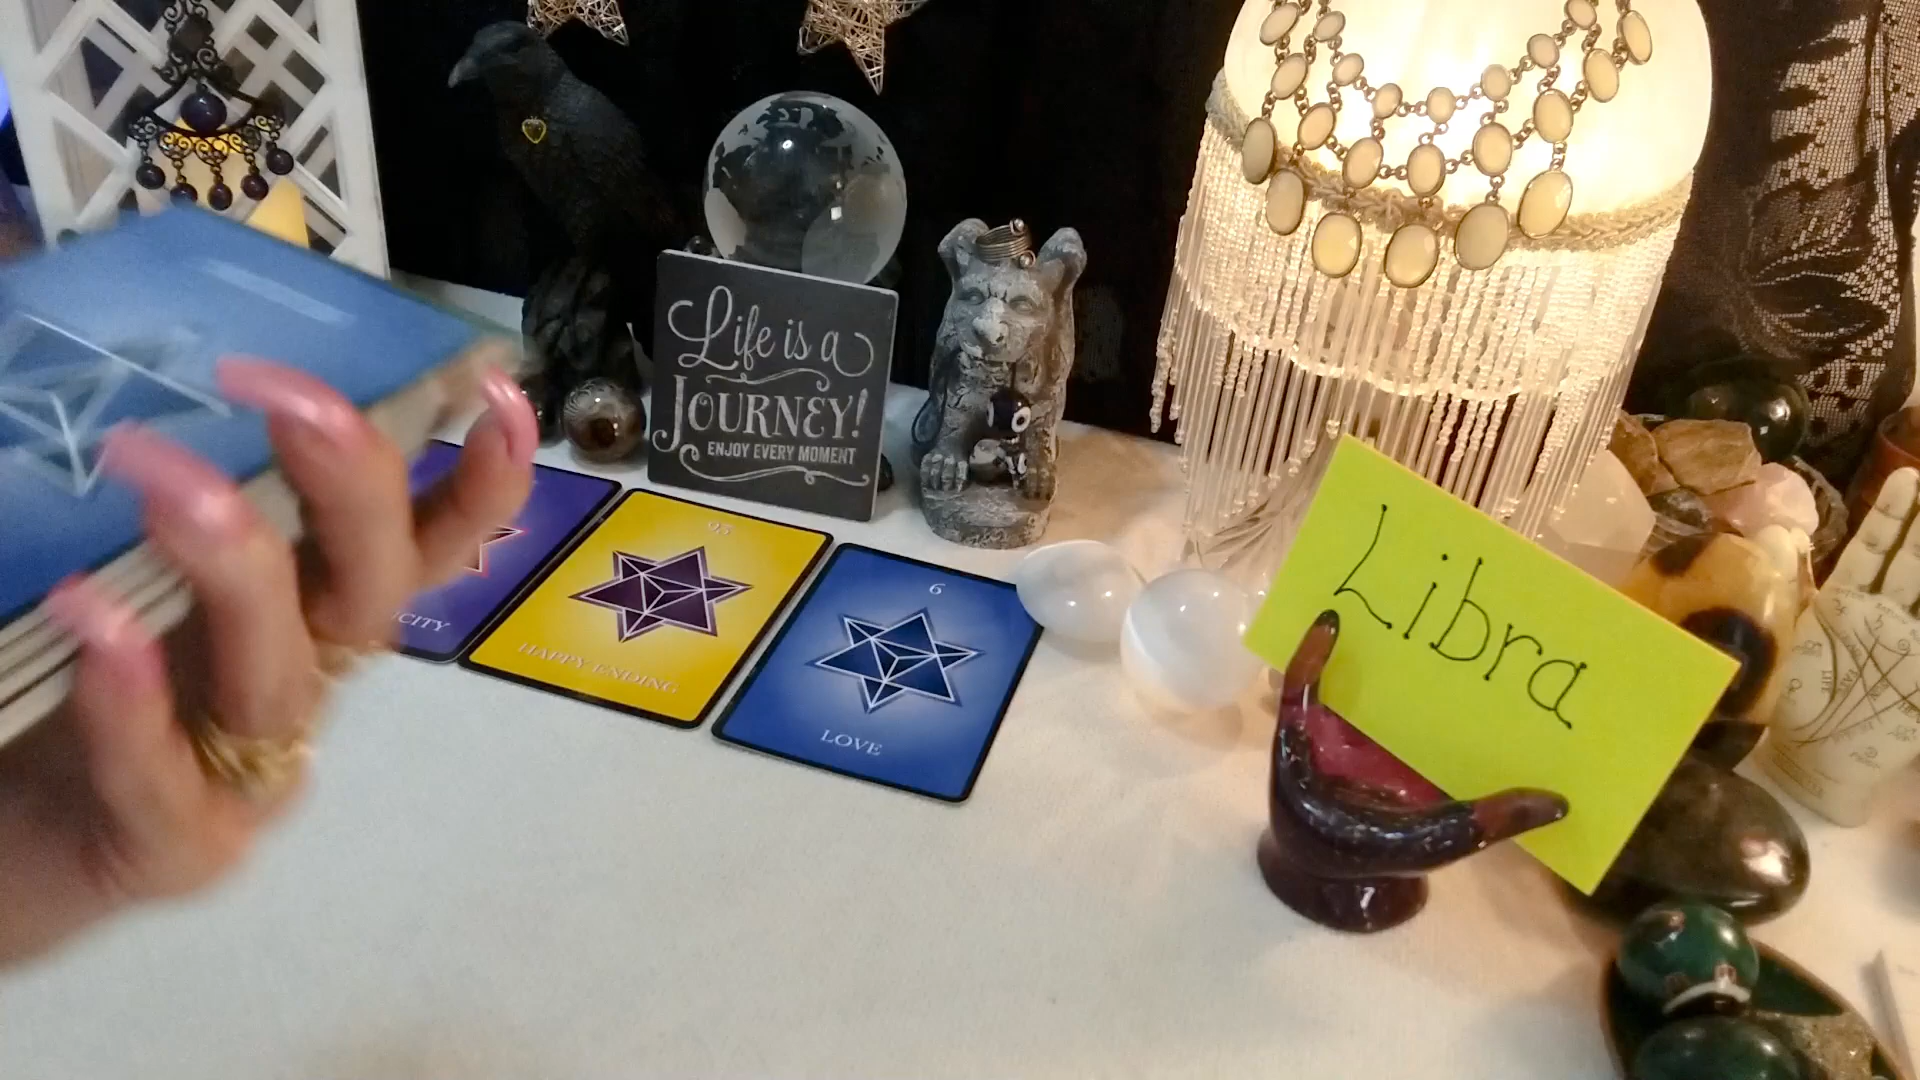 Life is a
JOURNEY!
ENJOY EVERY MOMENT
95
HAPPY ENDING
6
LOVE
Libra